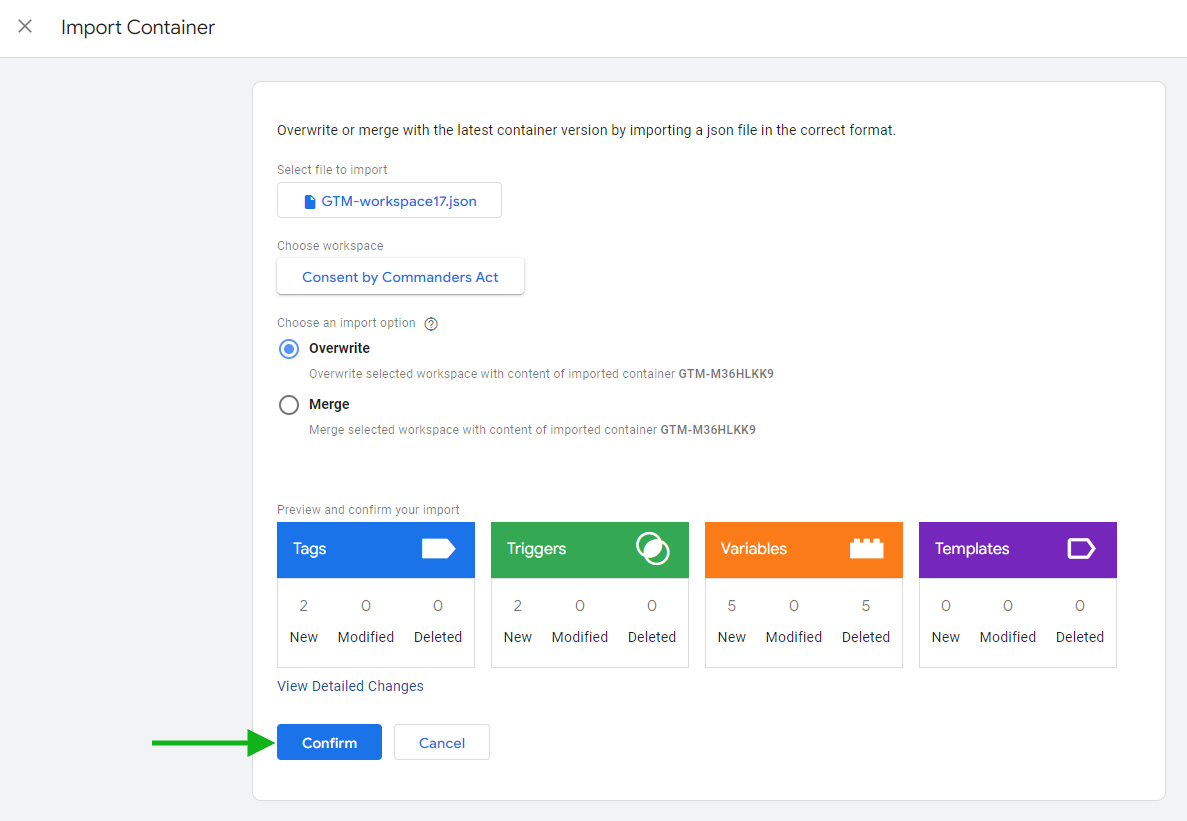 Import Container
Overwrite or merge with the latest container version by importing a json file in the correct format.
Select file to import
GTM-workspace17.json
Choose workspace
Consent by Commanders Act
Choose an import option ?
Overwrite
Overwrite selected workspace with content of imported container GTM-M36HLKK9
Merge
Merge selected workspace with content of imported container GTM-M36HLKK9
Preview and confirm your import
Tags Triggers Variables Templates
2 0 0 2 0 0 5 0 5 0 0 0
New Modified Deleted New Modified Deleted New Modified Deleted New Modified Deleted
View Detailed Changes
Confirm Cancel